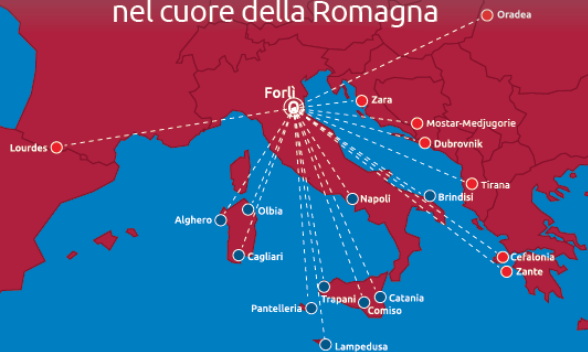 nel cuore della Romagna
Oradea
Forlì
Zara
Mostar-Medjugorie
Dubrovnik
Lourdes
Tirana
Napoli
Brindisi
Olbia
Alghero
Cagliari
Cefalonia
Zante
Trapani
Catania
Pantelleria
Comiso
Lampedusa